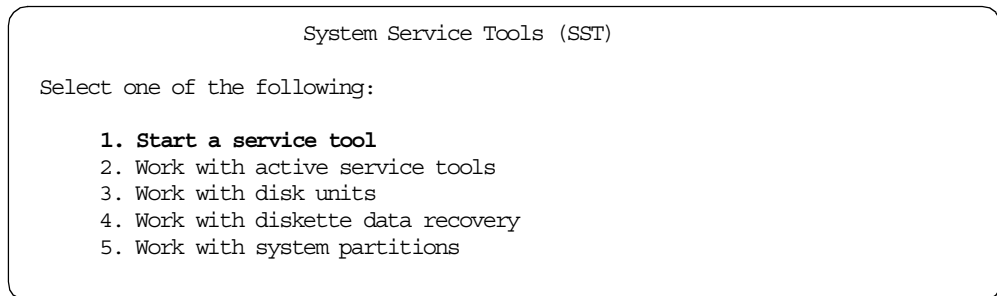 System Service Tools (SST)
Select one of the following:
1. Start a service tool
2. Work with active service tools
3. Work with disk units
4. Work with diskette data recovery
5. Work with system partitions